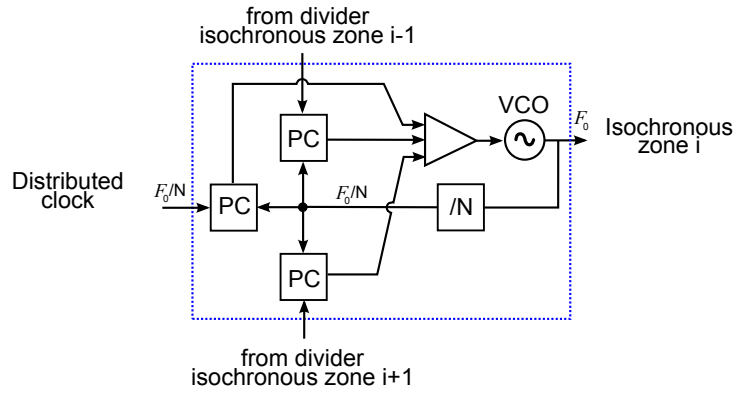 from divider
isochronous zone i-1
VCO
F₀
Isochronous
zone i
PC
Distributed
clock
F₀/N
PC
F₀/N
/N
PC
from divider
isochronous zone i+1